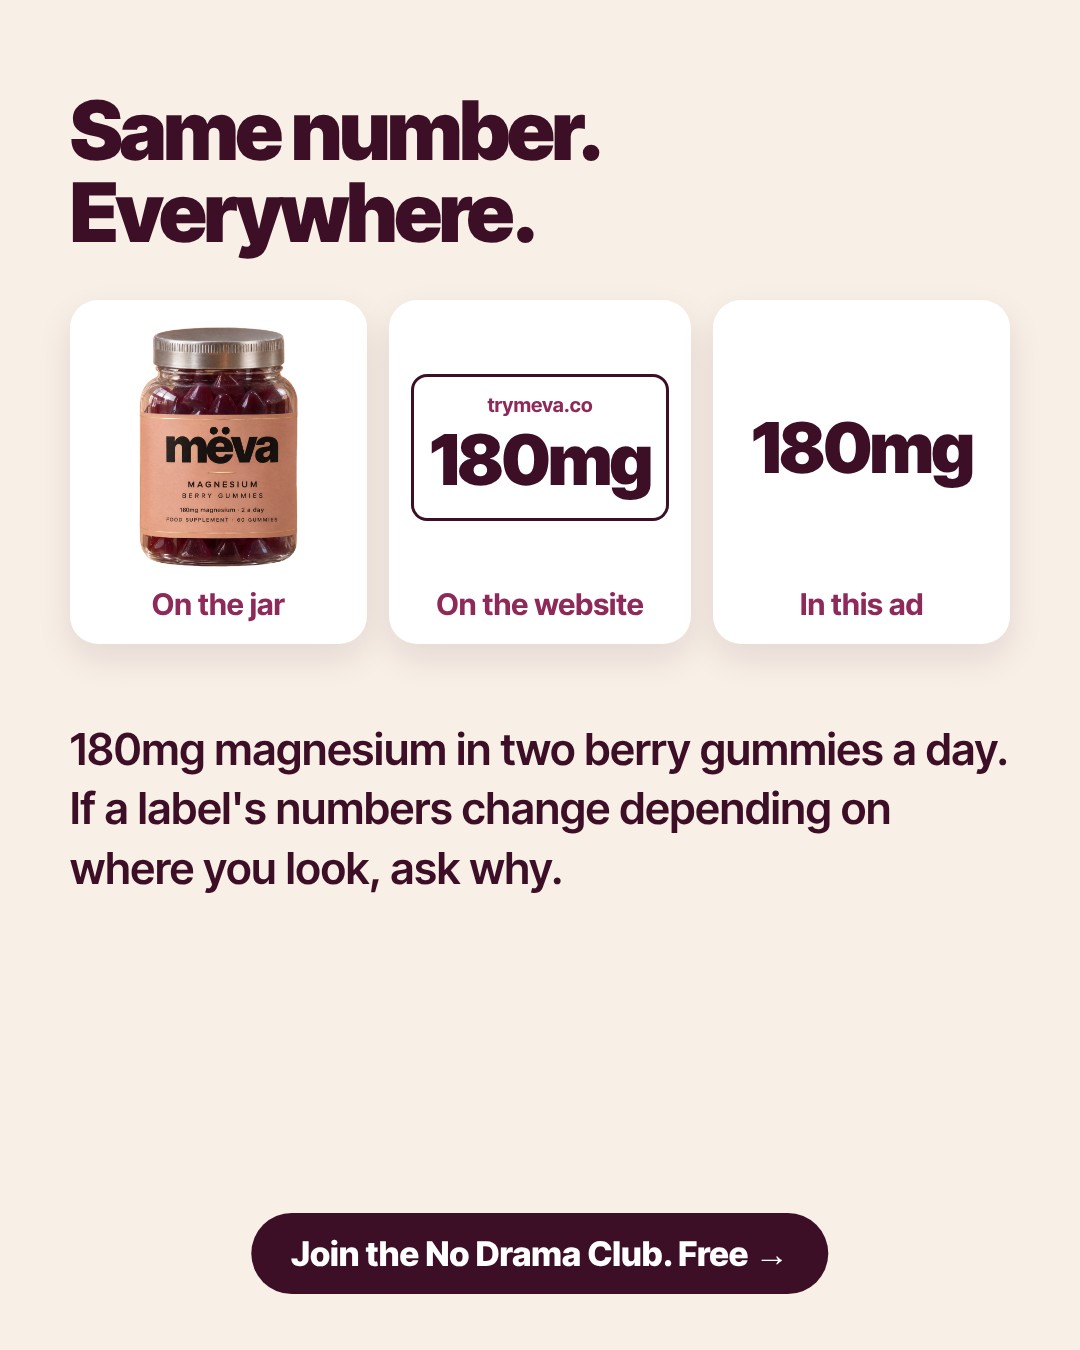 Same number.
Everywhere.
mëva
MAGNESIUM
BERRY GUMMIES
180mg magnesium · 2 a day
FOOD SUPPLEMENT · 60 GUMMIES
On the jar
trymeva.co
180mg
On the website
180mg
In this ad
180mg magnesium in two berry gummies a day.
If a label's numbers change depending on
where you look, ask why.
Join the No Drama Club. Free →